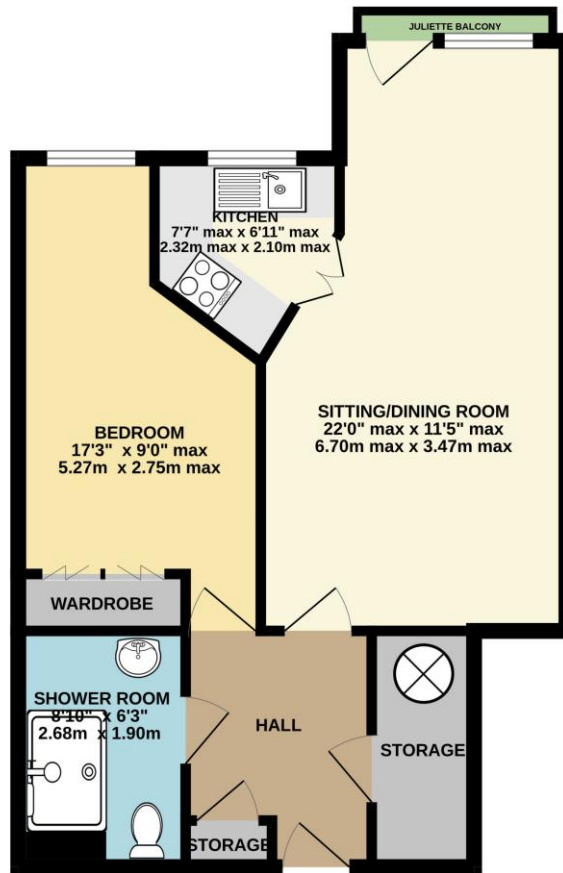 JULIETTE BALCONY
KITCHEN
7'7" max x 6'11" max
2.32m max x 2.10m max
SITTING/DINING ROOM
22'0" max x 11'5" max
6.70m max x 3.47m max
BEDROOM
17'3" x 9'0" max
5.27m x 2.75m max
WARDROBE
SHOWER ROOM
8'10" x 6'3"
2.68m x 1.90m
HALL
STORAGE
STORAGE